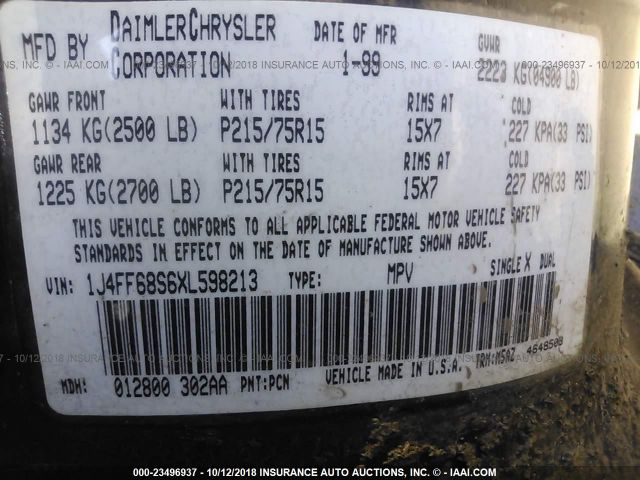 MFD BY DAIMLERCHRYSLER CORPORATION DATE OF MFR 1-99 GVWR 2223 KG(04900 LB)
GAWR FRONT WITH TIRES RIMS AT COLD
1134 KG(2500 LB) P215/75R15 15X7 227 KPA(33 PSI)
GAWR REAR WITH TIRES RIMS AT COLD
1225 KG(2700 LB) P215/75R15 15X7 227 KPA(33 PSI)
THIS VEHICLE CONFORMS TO ALL APPLICABLE FEDERAL MOTOR VEHICLE SAFETY
STANDARDS IN EFFECT ON THE DATE OF MANUFACTURE SHOWN ABOVE.
VIN: 1J4FF68S6XL598213 TYPE: MPV SINGLE X DUAL
MDH: 012800 302AA PNT:PCN VEHICLE MADE IN U.S.A. TRM:M5AZ 4648503
000-23496937 - 10/12/2018 INSURANCE AUTO AUCTIONS, INC. - © IAAI.COM